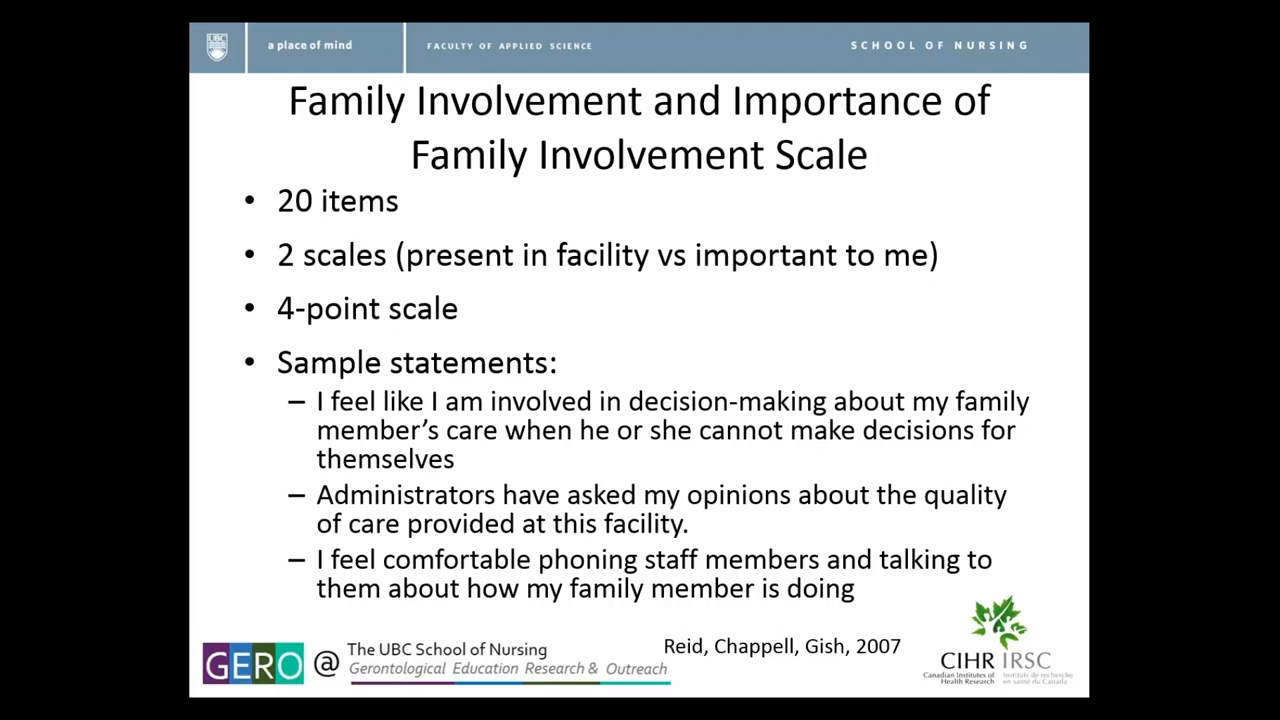 UBC
a place of mind
FACULTY OF APPLIED SCIENCE
SCHOOL OF NURSING
Family Involvement and Importance of
Family Involvement Scale
• 20 items
• 2 scales (present in facility vs important to me)
• 4-point scale
• Sample statements:
– I feel like I am involved in decision-making about my family
member’s care when he or she cannot make decisions for
themselves
– Administrators have asked my opinions about the quality
of care provided at this facility.
– I feel comfortable phoning staff members and talking to
them about how my family member is doing
Reid, Chappell, Gish, 2007
GERO @ The UBC School of Nursing
Gerontological Education Research & Outreach
CIHR IRSC
Canadian Institutes of Instituts de recherche
Health Research en santé du Canada